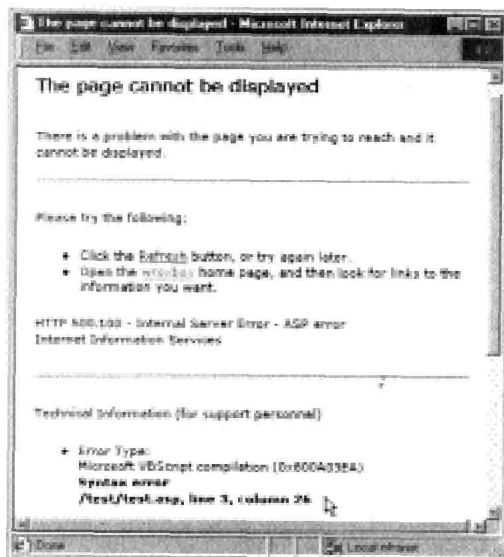 The page cannot be displayed - Microsoft Internet Explorer
File Edit View Favorites Tools Help
The page cannot be displayed
There is a problem with the page you are trying to reach and it
cannot be displayed.
Please try the following:
• Click the Refresh button, or try again later.
• Open the home page, and then look for links to the
information you want.
HTTP 500.100 - Internal Server Error - ASP error
Internet Information Services
Technical Information (for support personnel)
• Error Type:
Microsoft VBScript compilation (0x800A03EA)
Syntax error
/test/test.asp, line 3, column 26
Done
Local intranet